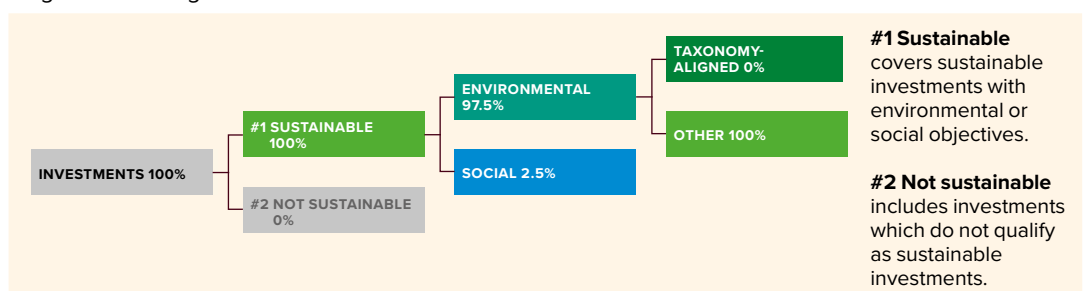 INVESTMENTS 100%
#1 SUSTAINABLE
100%
#2 NOT SUSTAINABLE
0%
ENVIRONMENTAL
97.5%
SOCIAL 2.5%
TAXONOMY-
ALIGNED 0%
OTHER 100%
#1 Sustainable
covers sustainable
investments with
environmental or
social objectives.
#2 Not sustainable
includes investments
which do not qualify
as sustainable
investments.